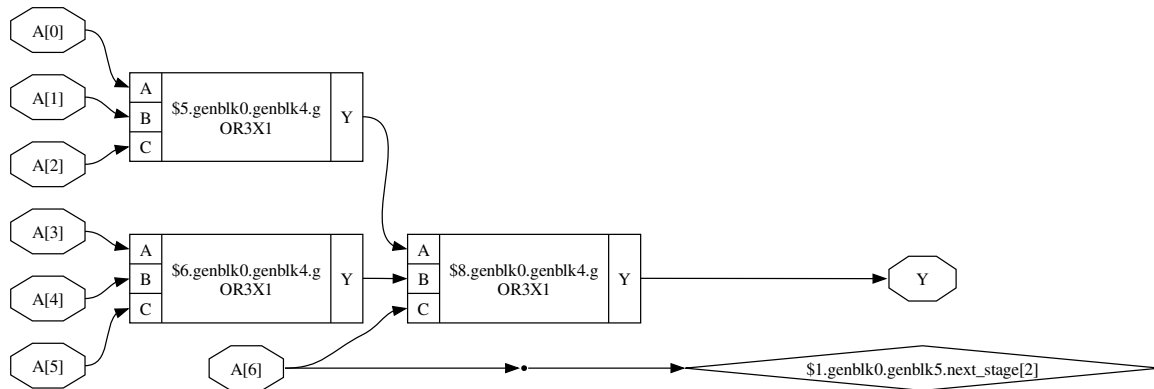 A[0]
A[1]
A[2]
A
B
C
$5.genblk0.genblk4.g
OR3X1
Y
A[3]
A[4]
A[5]
A
B
C
$6.genblk0.genblk4.g
OR3X1
Y
A[6]
A
B
C
$8.genblk0.genblk4.g
OR3X1
Y
Y
$1.genblk0.genblk5.next_stage[2]